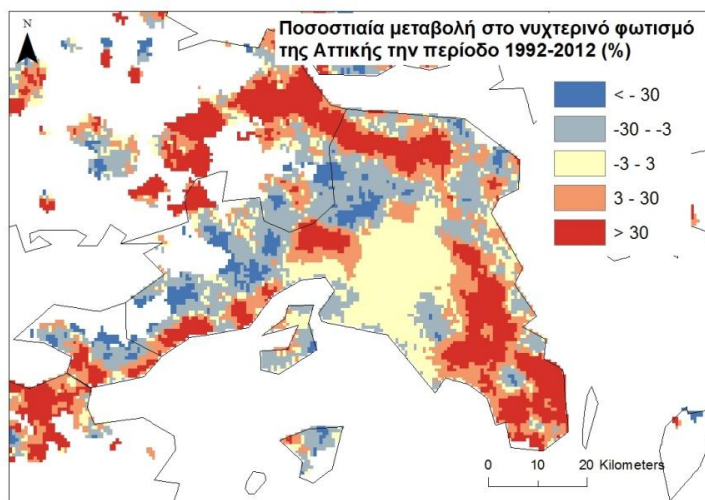 Ποσοστιαία μεταβολή στο νυχτερινό φωτισμό
της Αττικής την περίοδο 1992-2012 (%)
N
< - 30
-30 - -3
-3 - 3
3 - 30
> 30
0 10 20 Kilometers